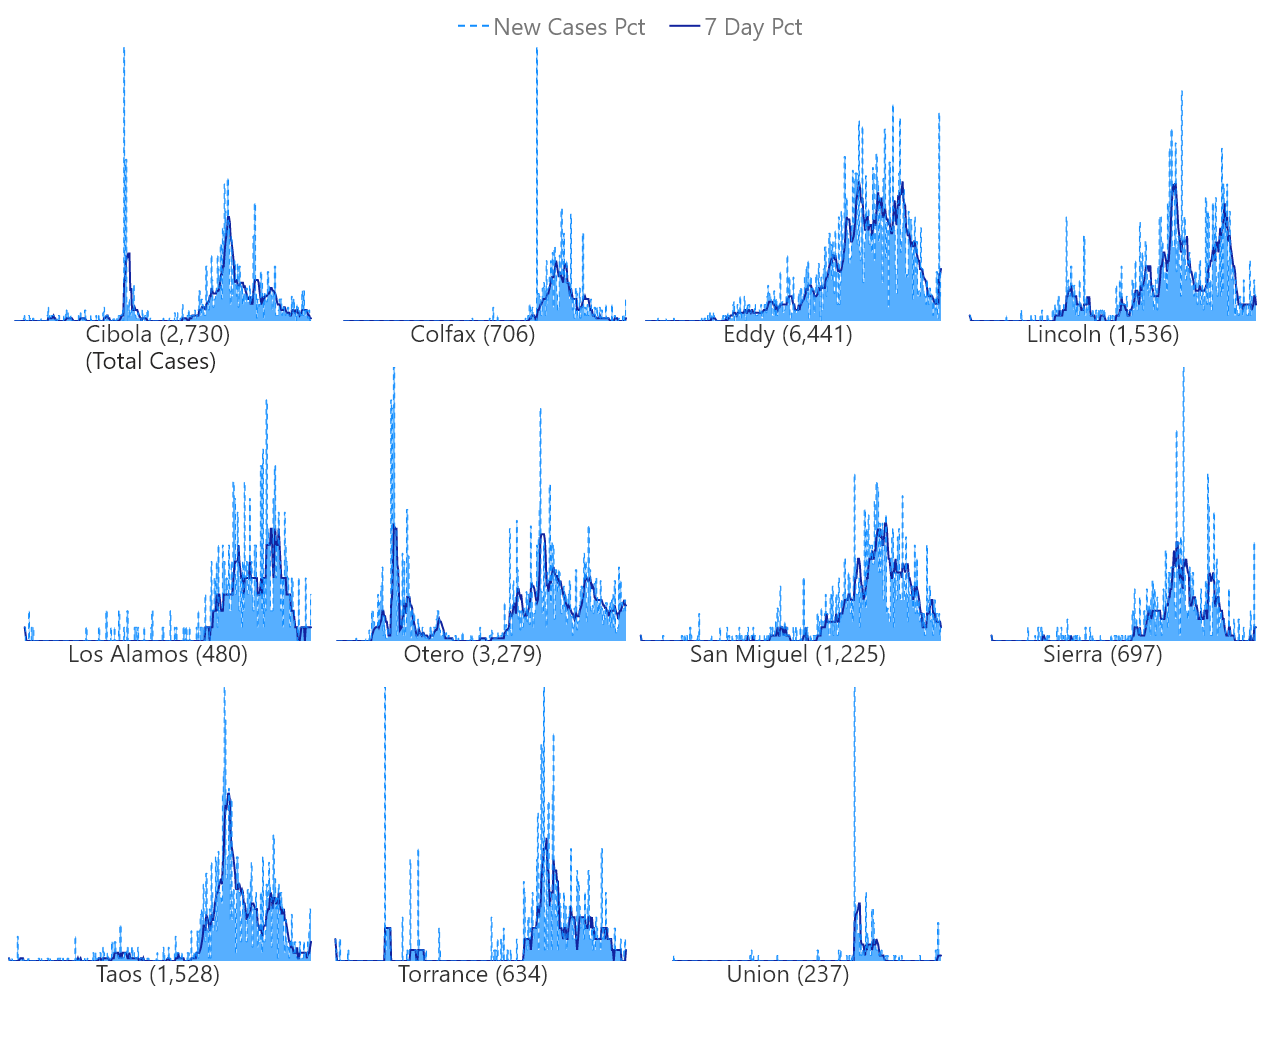 New Cases Pct 7 Day Pct
Cibola (2,730) Colfax (706) Eddy (6,441) Lincoln (1,536)
(Total Cases)
Los Alamos (480) Otero (3,279) San Miguel (1,225) Sierra (697)
Taos (1,528) Torrance (634) Union (237)